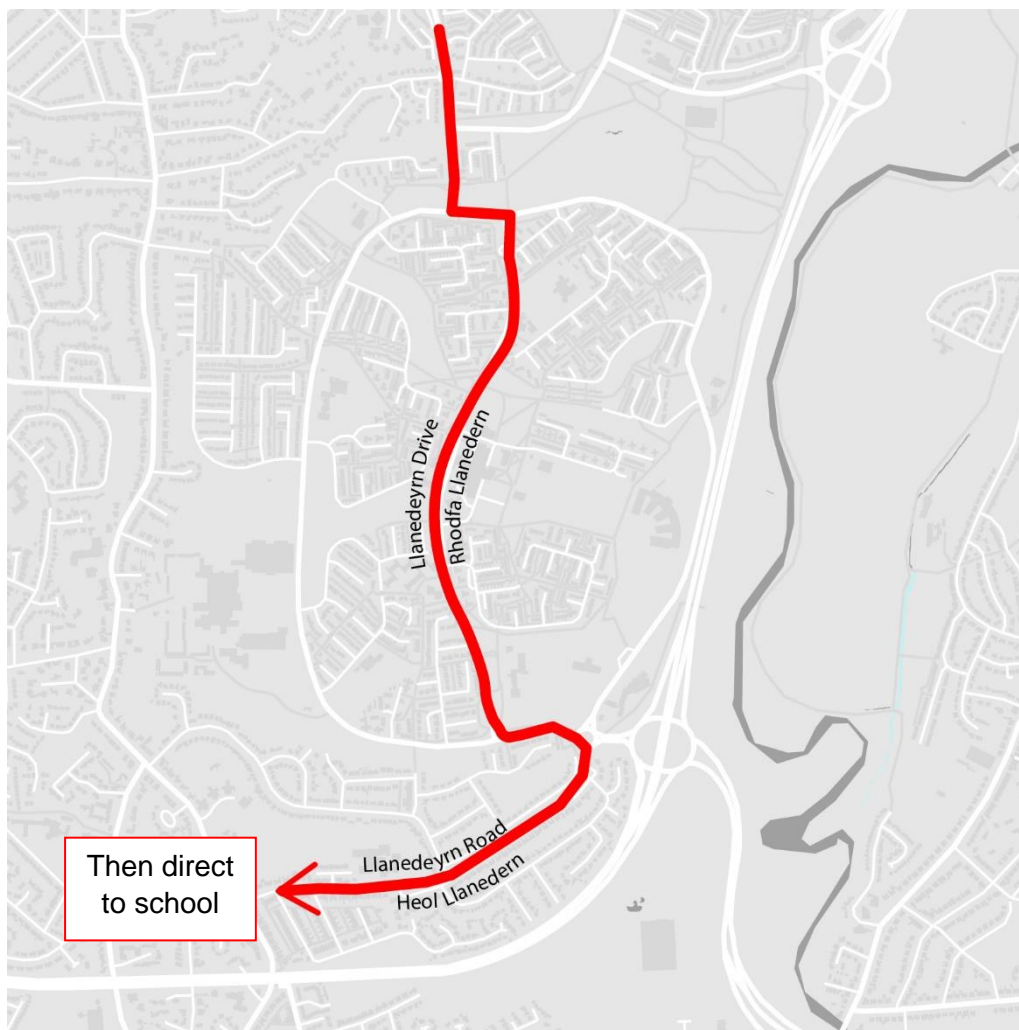 Llanedeyrn Drive
Rhodfa Llanedern
Llanedeyrn Road
Heol Llanedern
Then direct
to school